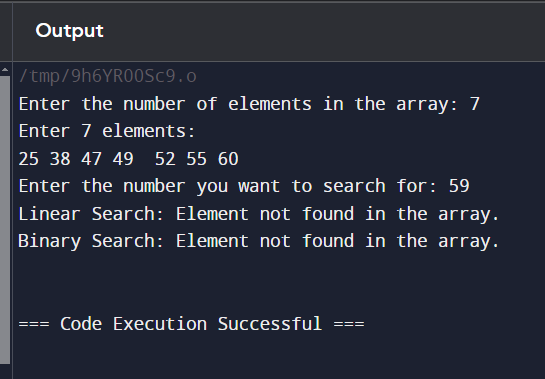 Output
/tmp/9h6YROOSc9.o
Enter the number of elements in the array: 7
Enter 7 elements:
25 38 47 49  52 55 60
Enter the number you want to search for: 59
Linear Search: Element not found in the array.
Binary Search: Element not found in the array.
=== Code Execution Successful ===